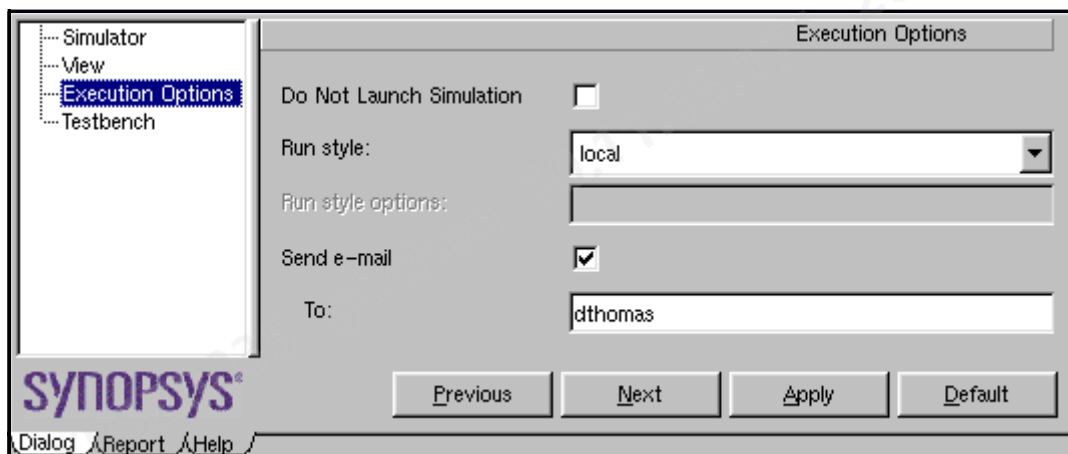 Simulator
View
Execution Options
Testbench
Execution Options
Do Not Launch Simulation
Run style:
local
Run style options:
Send e-mail
To:
dthomas
SYNOPSYS®
Previous
Next
Apply
Default
Dialog
Report
Help